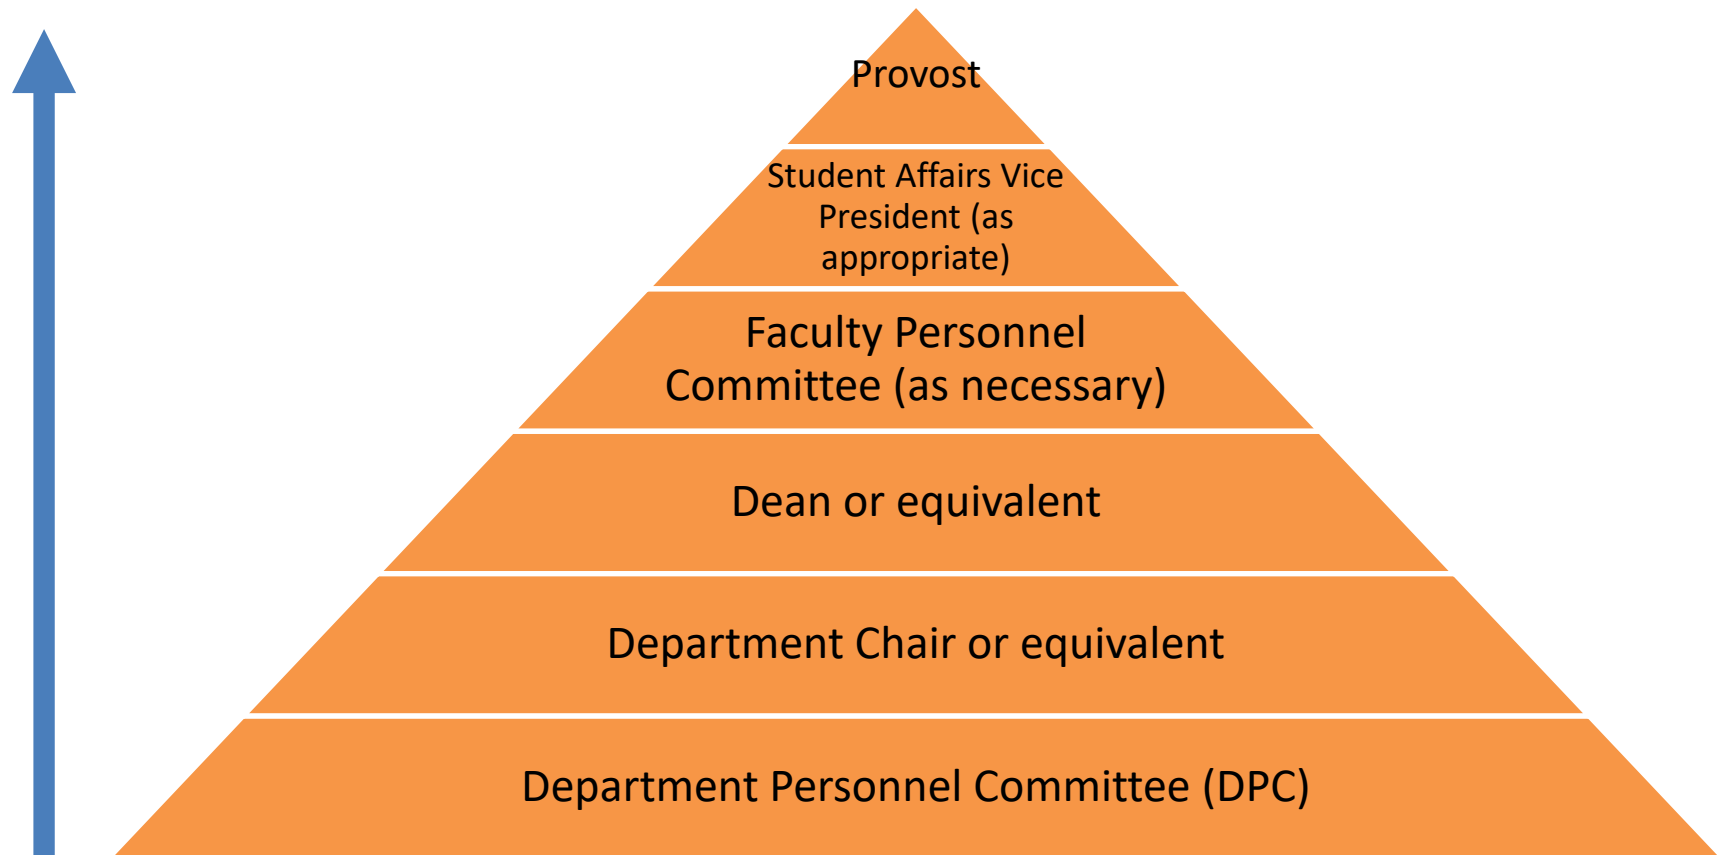 Provost
Student Affairs Vice
President (as
appropriate)
Faculty Personnel
Committee (as necessary)
Dean or equivalent
Department Chair or equivalent
Department Personnel Committee (DPC)